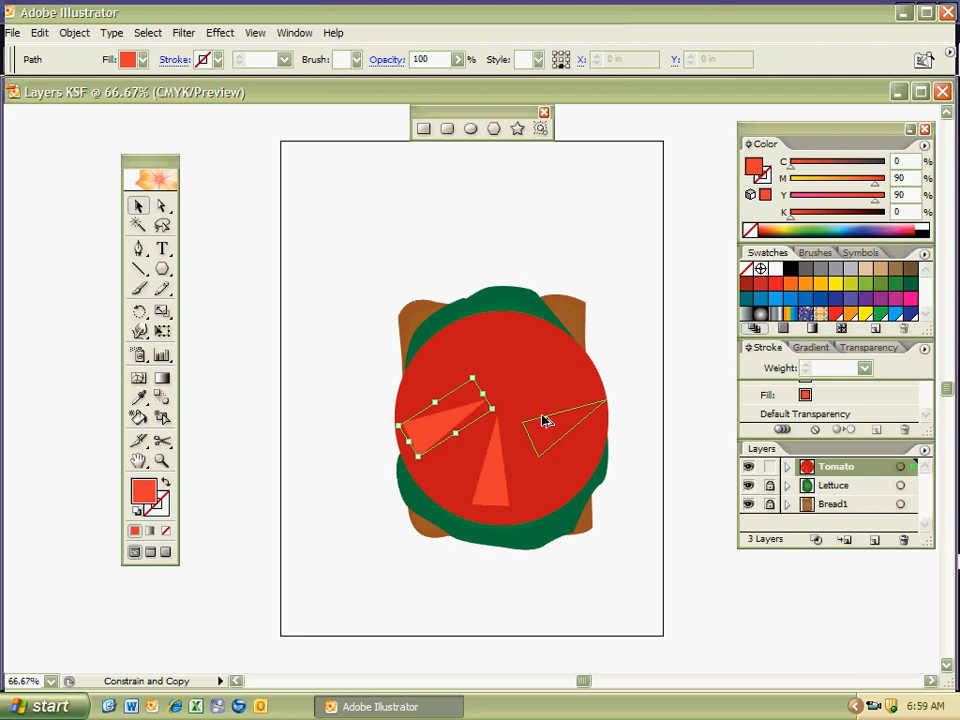 Adobe Illustrator
File Edit Object Type Select Filter Effect View Window Help
Path Fill: Stroke: Brush: Opacity: 100 % Style: X: 0 in Y: 0 in
Layers KSF @ 66.67% (CMYK/Preview)
Color
C 0 %
M 90 %
Y 90 %
K 0 %
Swatches Brushes Symbols
Stroke Gradient Transparency
Weight:
Fill:
Default Transparency
Layers
Tomato
Lettuce
Bread1
3 Layers
T
66.67% Constrain and Copy
start Adobe Illustrator 6:59 AM